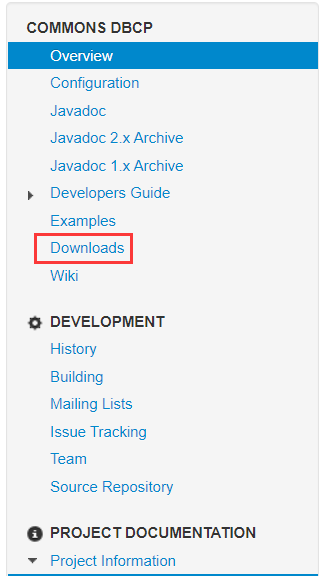 COMMONS DBCP
Overview
Configuration
Javadoc
Javadoc 2.x Archive
Javadoc 1.x Archive
Developers Guide
Examples
Downloads
Wiki
DEVELOPMENT
History
Building
Mailing Lists
Issue Tracking
Team
Source Repository
PROJECT DOCUMENTATION
Project Information